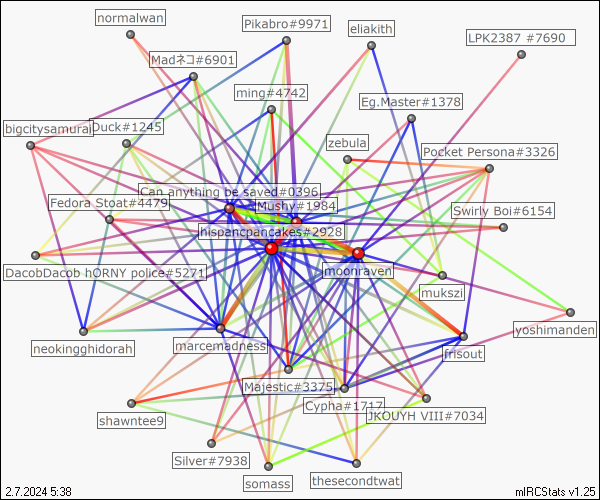 normalwan
Pikabro#9971
eliakith
LPK2387 #7690
Madネコ#6901
ming#4742
Eg.Master#1378
bigcitysamurai
Duck#1245
zebula
Pocket Persona#3326
Can anything be saved#0396
Fedora Stoat#4479
Mushy#1984
Swirly Boi#6154
hispancpancakes#2928
DacobDacob hORNY police#5271
moonraven
mukszi
yoshimanden
neokingghidorah
marcemadness
frisout
Majestic#3375
Cypha#1717
JKOUYH VIII#7034
shawntee9
Silver#7938
somass
thesecondtwat
2.7.2024 5:38
mIRCStats v1.25